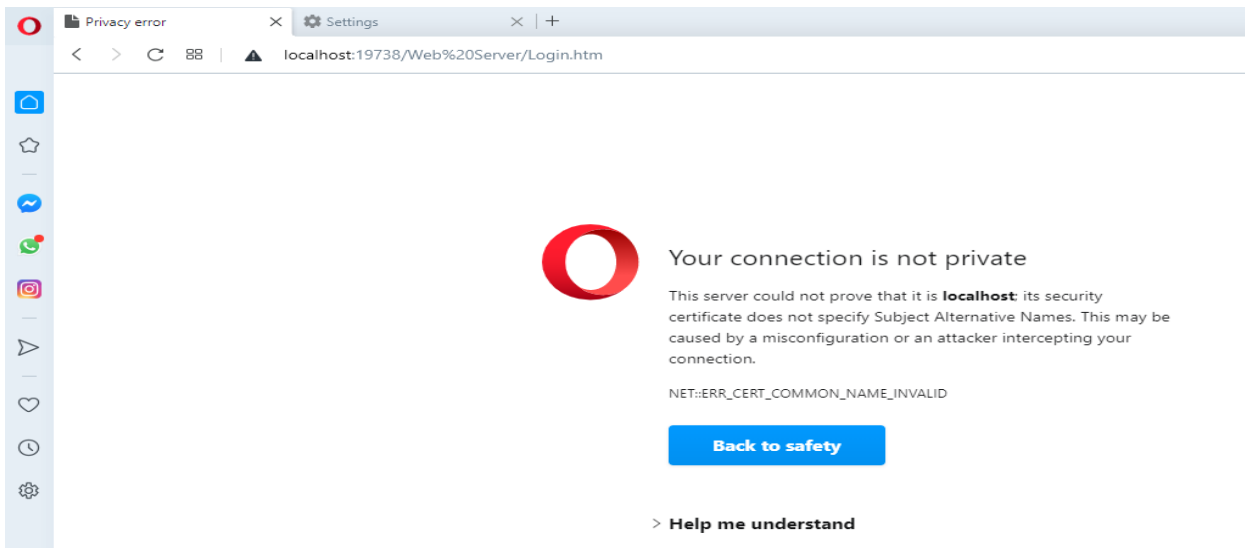 Privacy error
Settings
localhost:19738/Web%20Server/Login.htm
Your connection is not private
This server could not prove that it is localhost; its security
certificate does not specify Subject Alternative Names. This may be
caused by a misconfiguration or an attacker intercepting your
connection.
NET::ERR_CERT_COMMON_NAME_INVALID
Back to safety
Help me understand